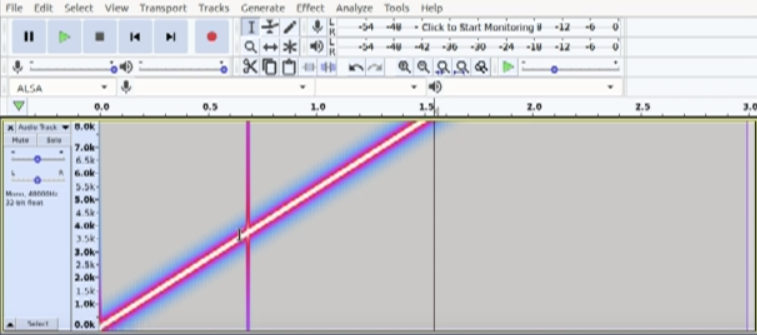 File Edit Select View Transport Tracks Generate Effect Analyze Tools Help
L R -54 -48 - Click to Start Monitoring 8 -12 -6 0
L R -54 -48 -42 -36 -30 -24 -18 -12 -6 0
ALSA
0.0 0.5 1.0 1.5 2.0 2.5 3.0
Audio Track
Mute Solo
- +
L R
Mono, 48000Hz
32-bit float
Select
8.0k
7.0k
6.5k
6.0k
5.5k
5.0k
4.5k
4.0k
3.5k
3.0k
2.5k
2.0k
1.5k
1.0k
0.0k